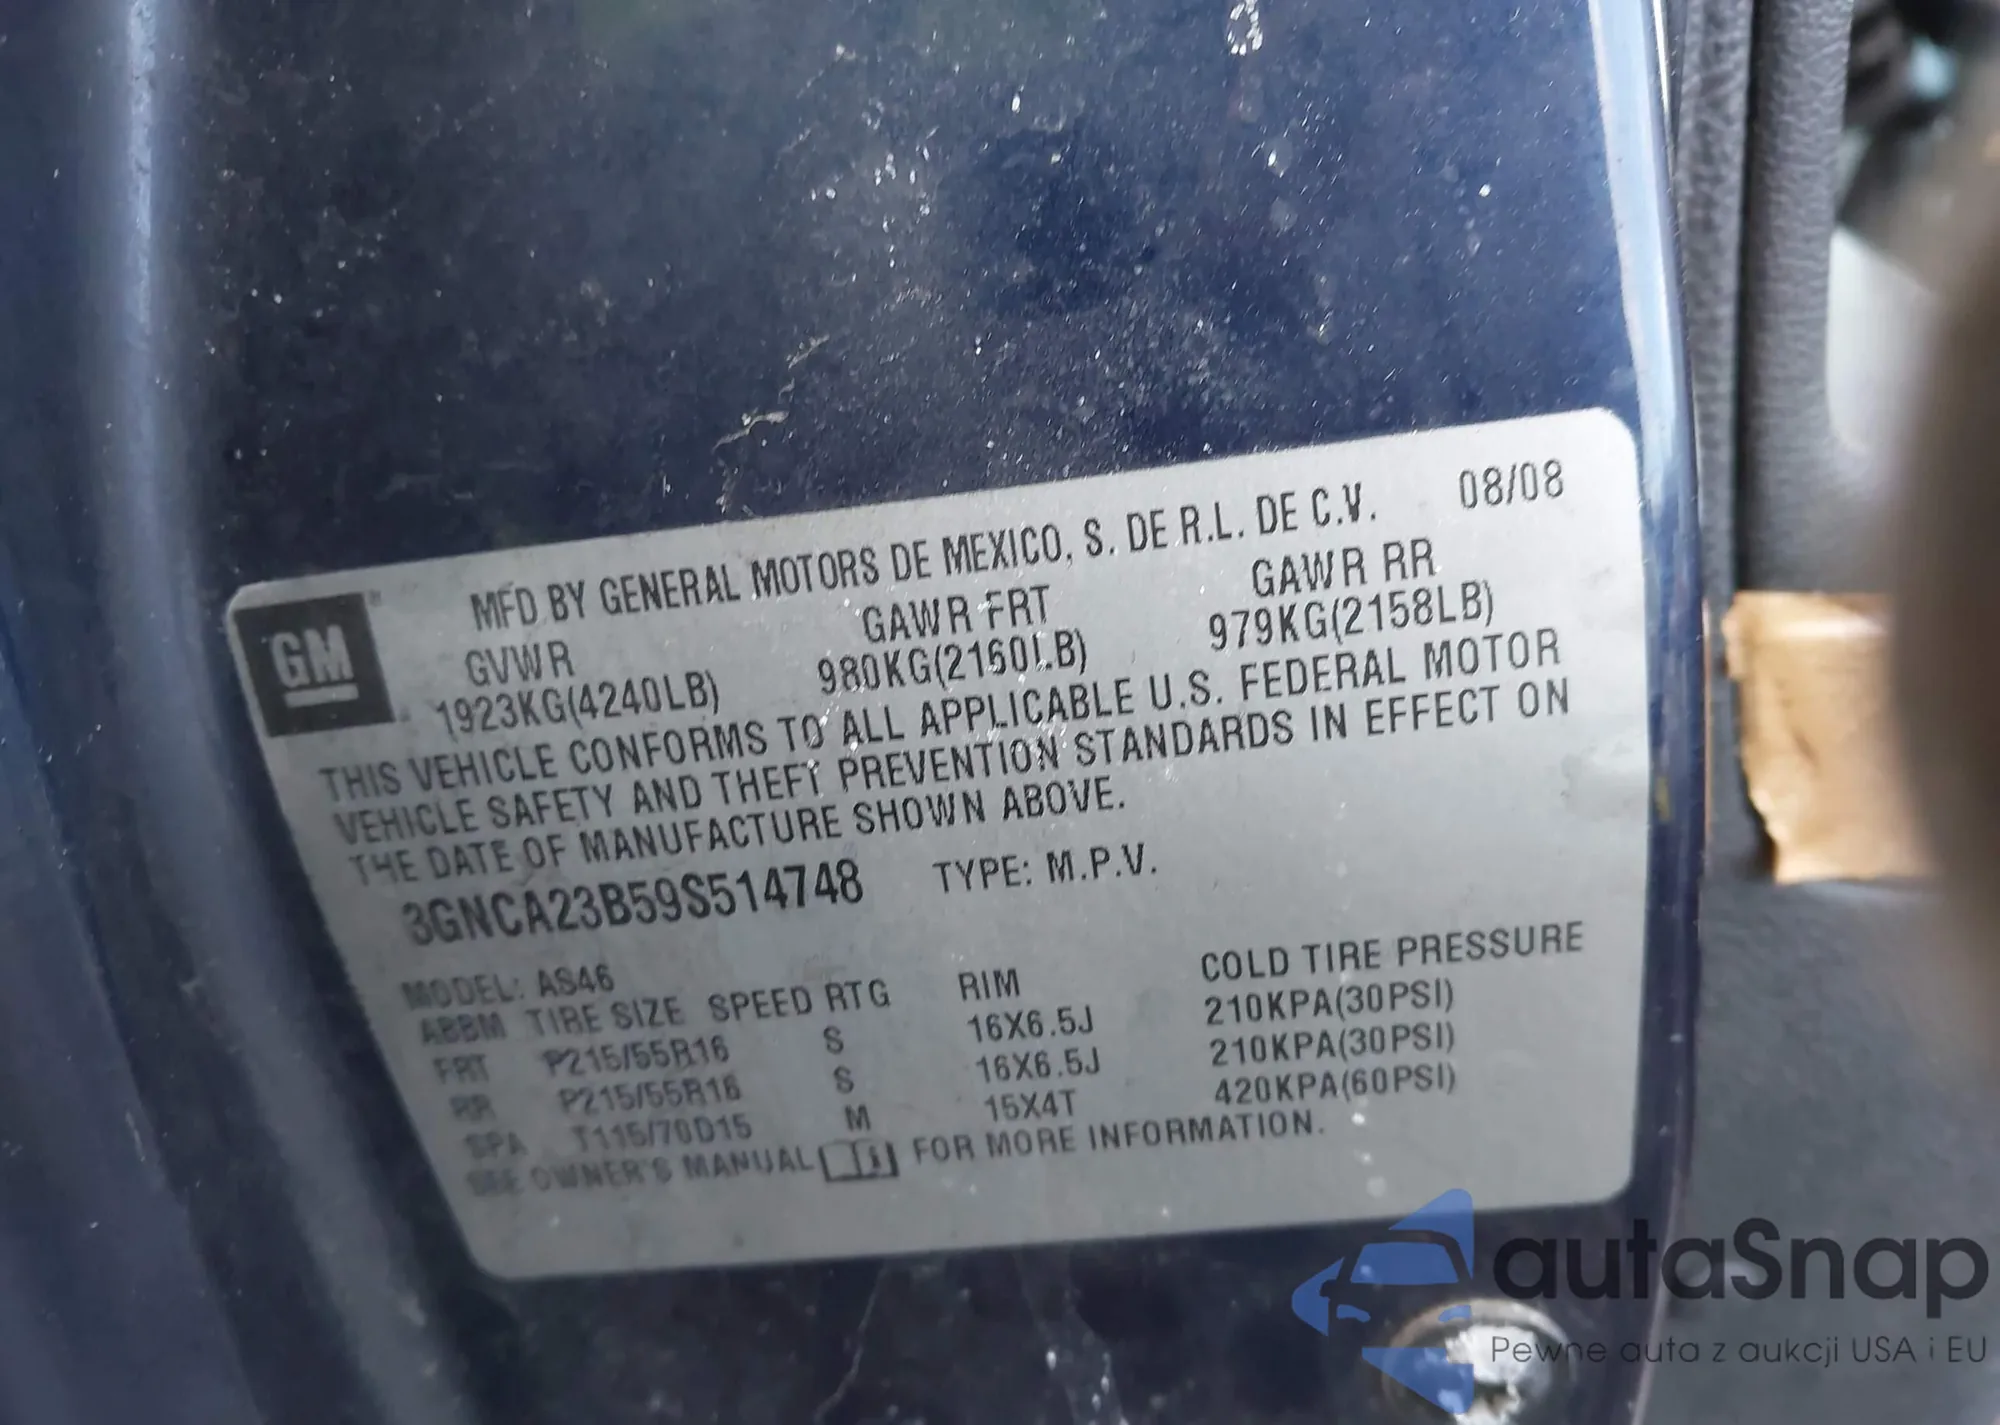 MFD BY GENERAL MOTORS DE MEXICO, S. DE R.L. DE C.V. 08/08
GM
GVWR GAWR FRT GAWR RR
1923KG(4240LB) 980KG(2160LB) 979KG(2158LB)
THIS VEHICLE CONFORMS TO ALL APPLICABLE U.S. FEDERAL MOTOR
VEHICLE SAFETY AND THEFT PREVENTION STANDARDS IN EFFECT ON
THE DATE OF MANUFACTURE SHOWN ABOVE.
3GNCA23B59S514748 TYPE: M.P.V.
MODEL: AS46
ABBM TIRE SIZE SPEED RTG RIM COLD TIRE PRESSURE
FRT P215/55R16 S 16X6.5J 210KPA(30PSI)
RR P215/55R16 S 16X6.5J 210KPA(30PSI)
SPA T115/70D15 M 15X4T 420KPA(60PSI)
SEE OWNER'S MANUAL FOR MORE INFORMATION.
autaSnap
Pewne auta z aukcji USA i EU